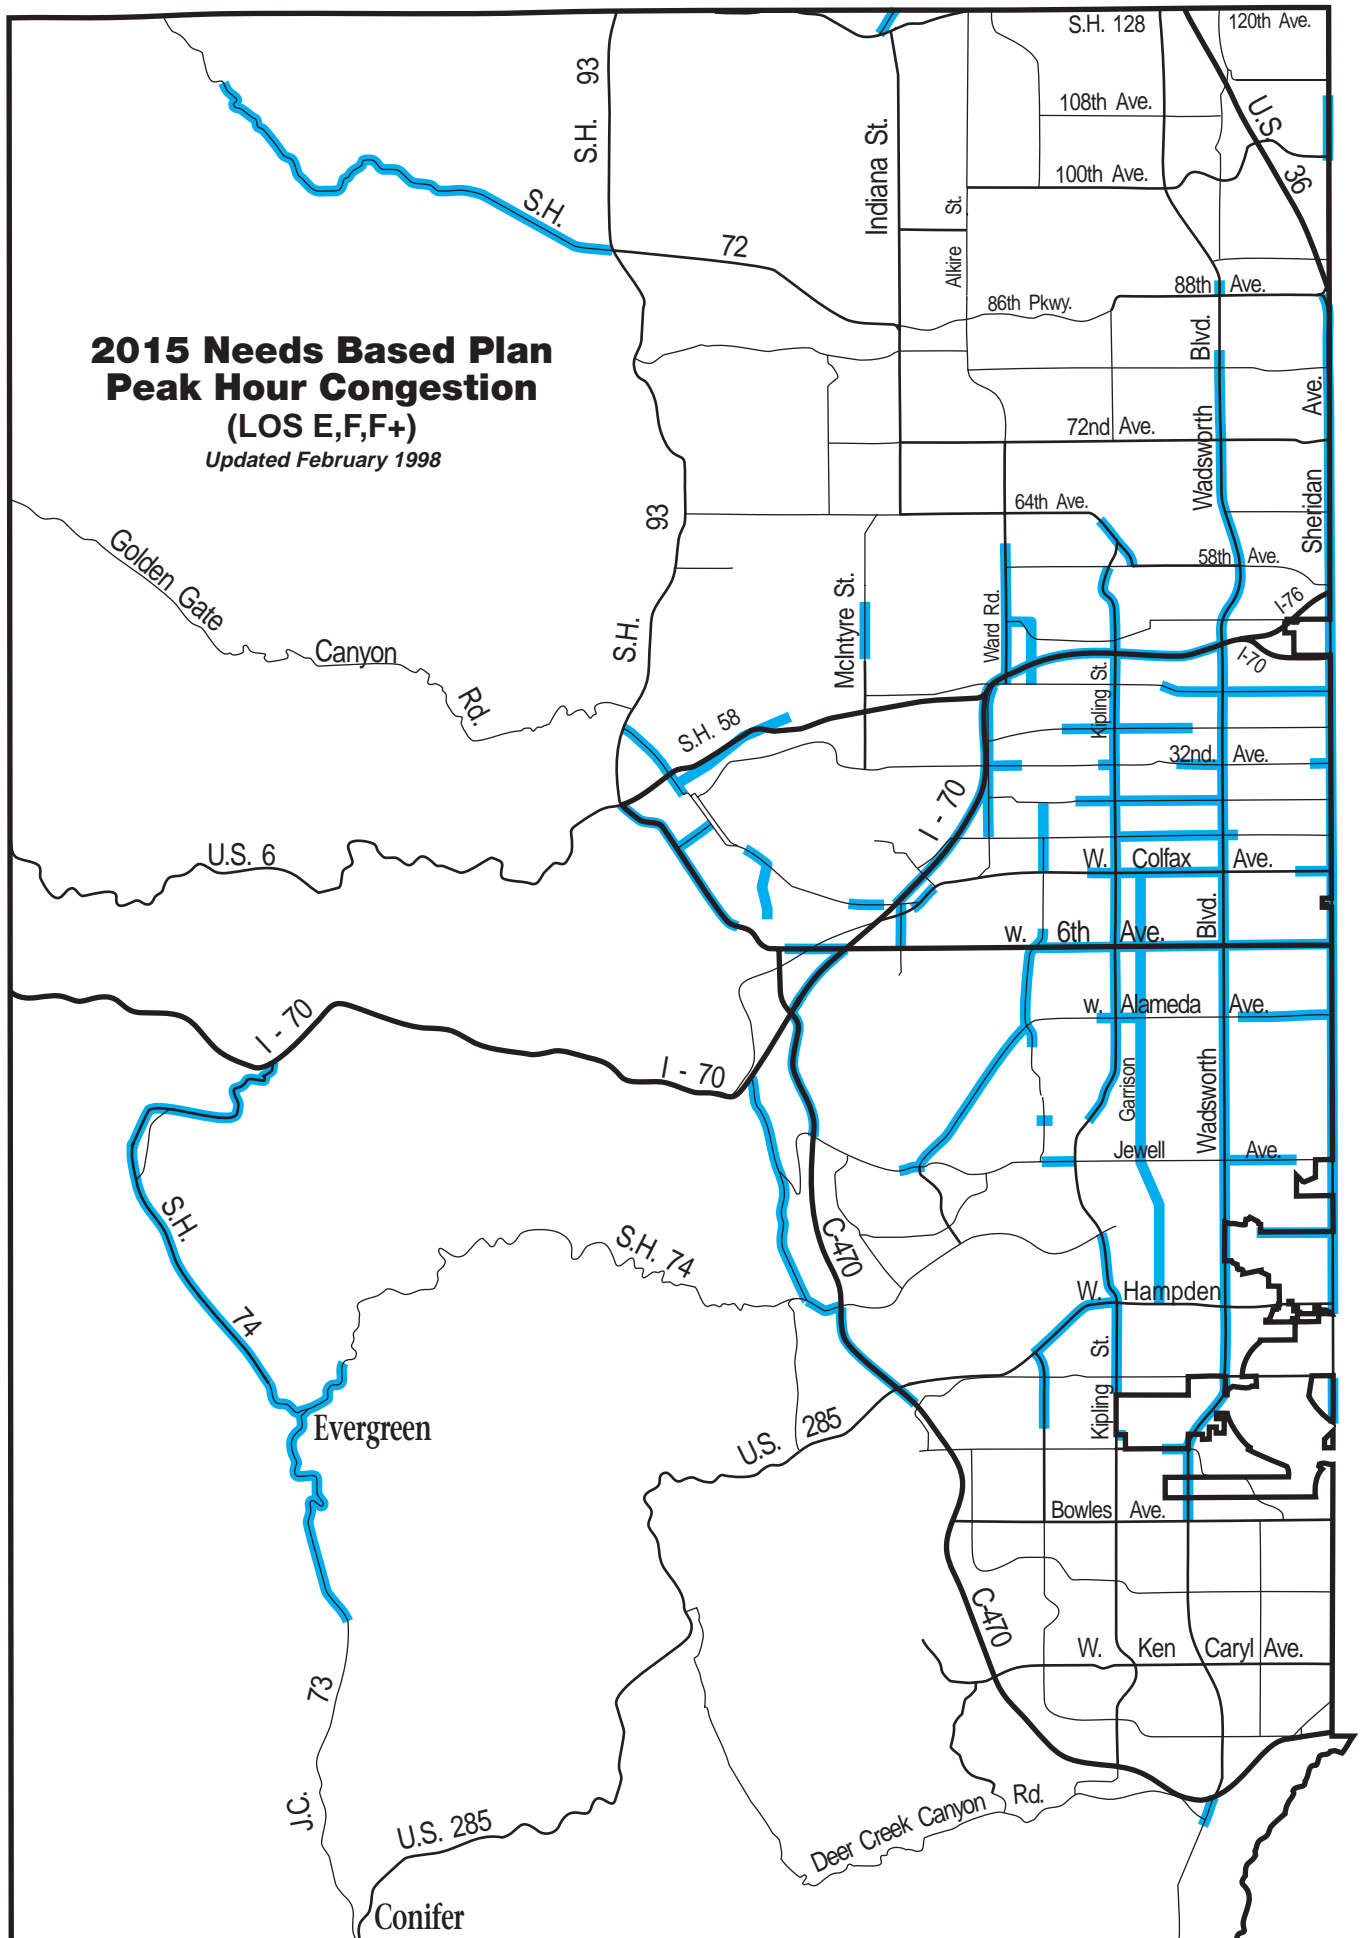 S.H. 128
120th Ave.
93
S.H.
108th Ave.
U.S.
36
Indiana St.
100th Ave.
St.
Alkire
S.H.
72
88th Ave.
86th Pkwy.
2015 Needs Based Plan
Peak Hour Congestion
(LOS E,F,F+)
Updated February 1998
Blvd.
Wadsworth
Ave.
Sheridan
72nd Ave.
64th Ave.
93
S.H.
58th Ave.
Golden Gate
Canyon
Rd.
McIntyre St.
Ward Rd.
I-76
I-70
Kipling St.
S.H. 58
32nd Ave.
I - 70
U.S. 6
W. Colfax Ave.
Blvd.
w. 6th Ave.
I - 70
w. Alameda Ave.
I - 70
Garrison
Wadsworth
Jewell Ave.
S.H.
74
S.H. 74
C-470
W. Hampden
St.
Kipling
Evergreen
U.S. 285
Bowles Ave.
C-470
W. Ken Caryl Ave.
73
J.C.
U.S. 285
Deer Creek Canyon Rd.
Conifer